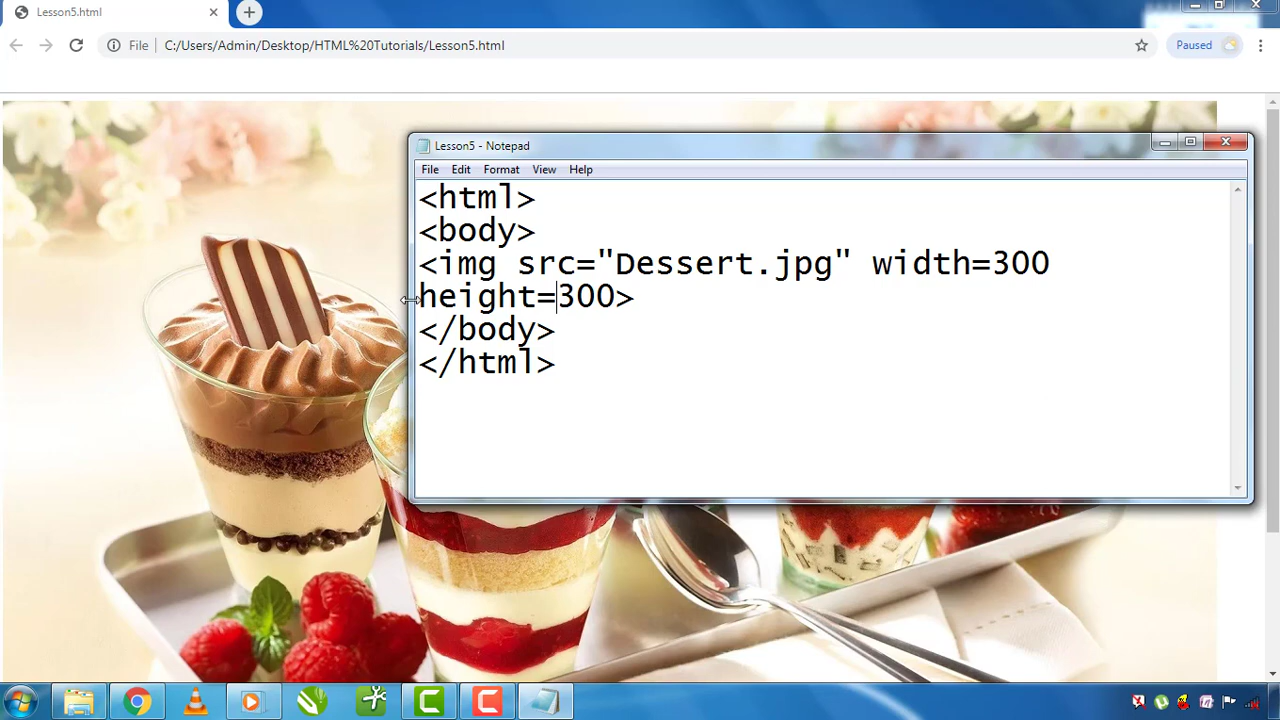 Lesson5.html
File C:/Users/Admin/Desktop/HTML%20Tutorials/Lesson5.html
Paused
Lesson5 - Notepad
File Edit Format View Help
<html>
<body>
<img src="Dessert.jpg" width=300
height=300>
</body>
</html>